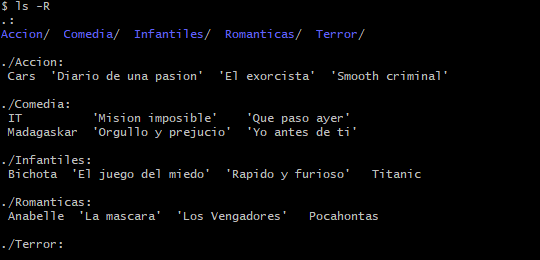 $ ls -R
.:
Accion/  Comedia/  Infantiles/  Romanticas/  Terror/

./Accion:
 Cars  'Diario de una pasion'  'El exorcista'  'Smooth criminal'

./Comedia:
 IT          'Mision imposible'    'Que paso ayer'
 Madagaskar  'Orgullo y prejucio'  'Yo antes de ti'

./Infantiles:
 Bichota  'El juego del miedo'  'Rapido y furioso'   Titanic

./Romanticas:
 Anabelle  'La mascara'  'Los Vengadores'   Pocahontas

./Terror: